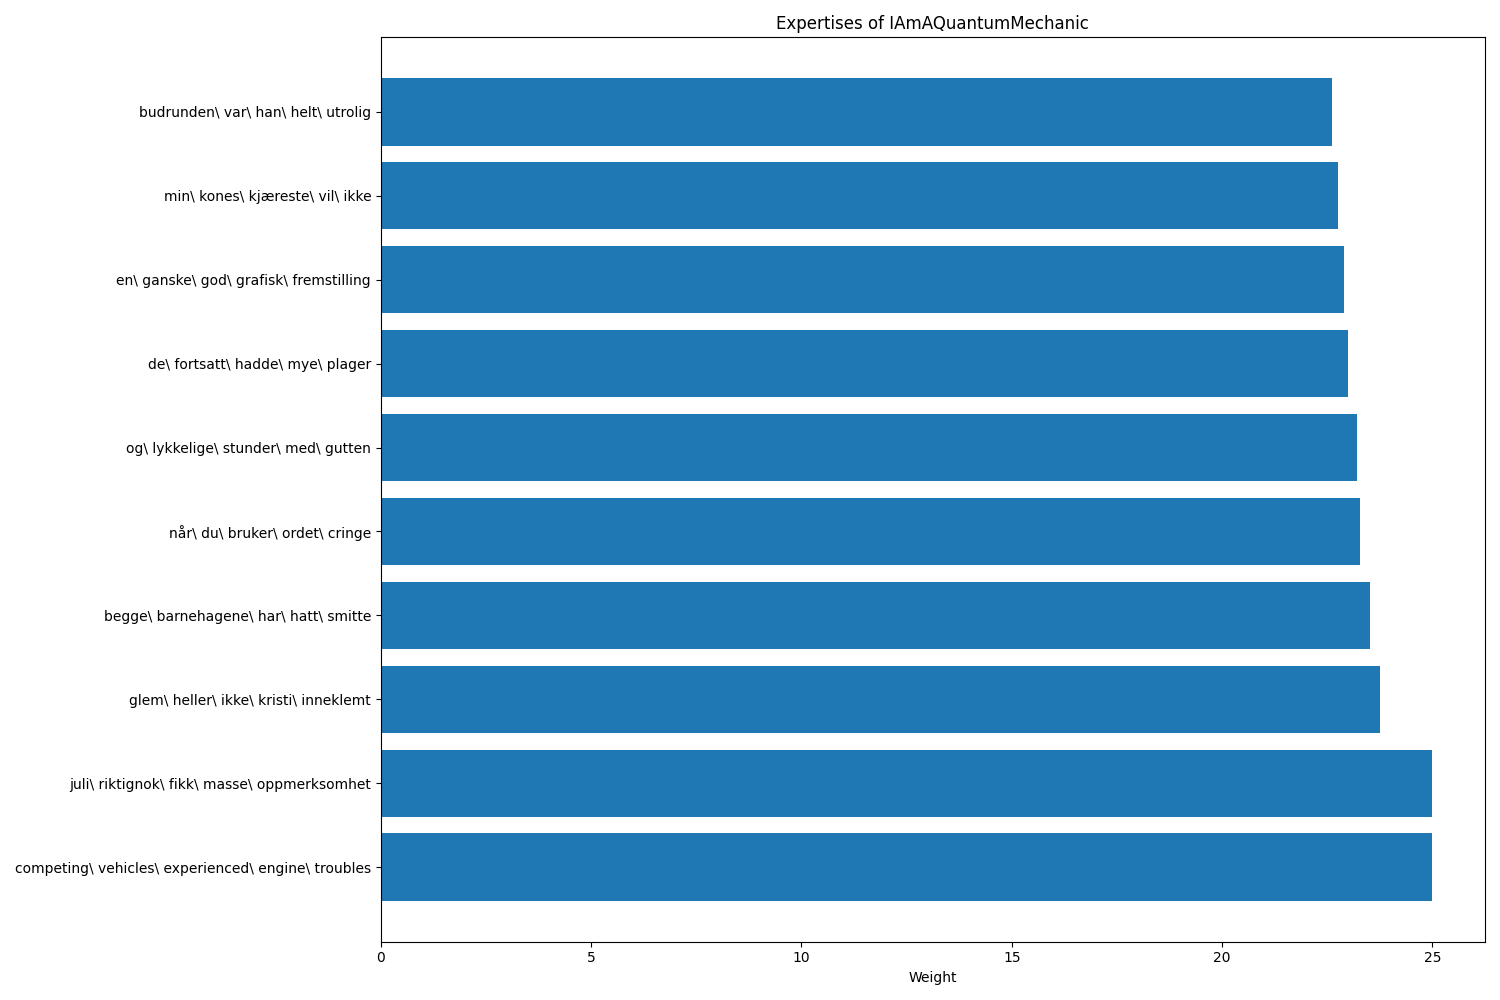 Expertises of IAmAQuantumMechanic
budrunden\ var\ han\ helt\ utrolig
min\ kones\ kjæreste\ vil\ ikke
en\ ganske\ god\ grafisk\ fremstilling
de\ fortsatt\ hadde\ mye\ plager
og\ lykkelige\ stunder\ med\ gutten
når\ du\ bruker\ ordet\ cringe
begge\ barnehagene\ har\ hatt\ smitte
glem\ heller\ ikke\ kristi\ inneklemt
juli\ riktignok\ fikk\ masse\ oppmerksomhet
competing\ vehicles\ experienced\ engine\ troubles
0 5 10 15 20 25
Weight